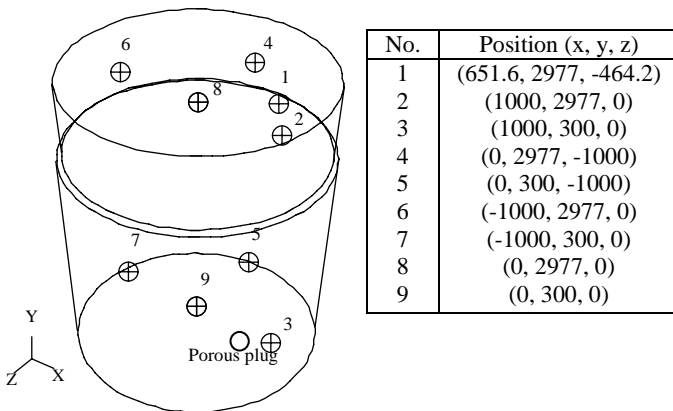 6
4
1
8
2
7
5
9
3
Porous plug
Y
Z
X
No. Position (x, y, z)
1 (651.6, 2977, -464.2)
2 (1000, 2977, 0)
3 (1000, 300, 0)
4 (0, 2977, -1000)
5 (0, 300, -1000)
6 (-1000, 2977, 0)
7 (-1000, 300, 0)
8 (0, 2977, 0)
9 (0, 300, 0)